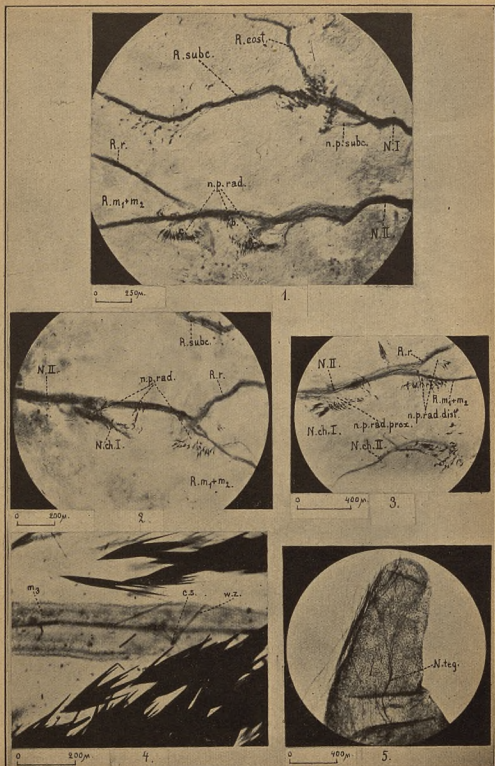 R. cost.
R. subc.
n.p. subc.
N.I
R.r.
n.p. rad.
R.m₁+m₂
N.II.
0 250μ.
1.
R. subc.
N.II.
n.p. rad.
R.r.
N.ch.I.
R.m₁+m₂.
0 200μ.
2.
N.II.
R.r.
R.m₁+m₂
n.p. rad. dist.
n.p. rad. prox.
N.ch.I.
N.ch.II.
0 400μ.
3.
m₃
c.s.
0 200μ.
4.
N. teg.
0 400μ.
5.